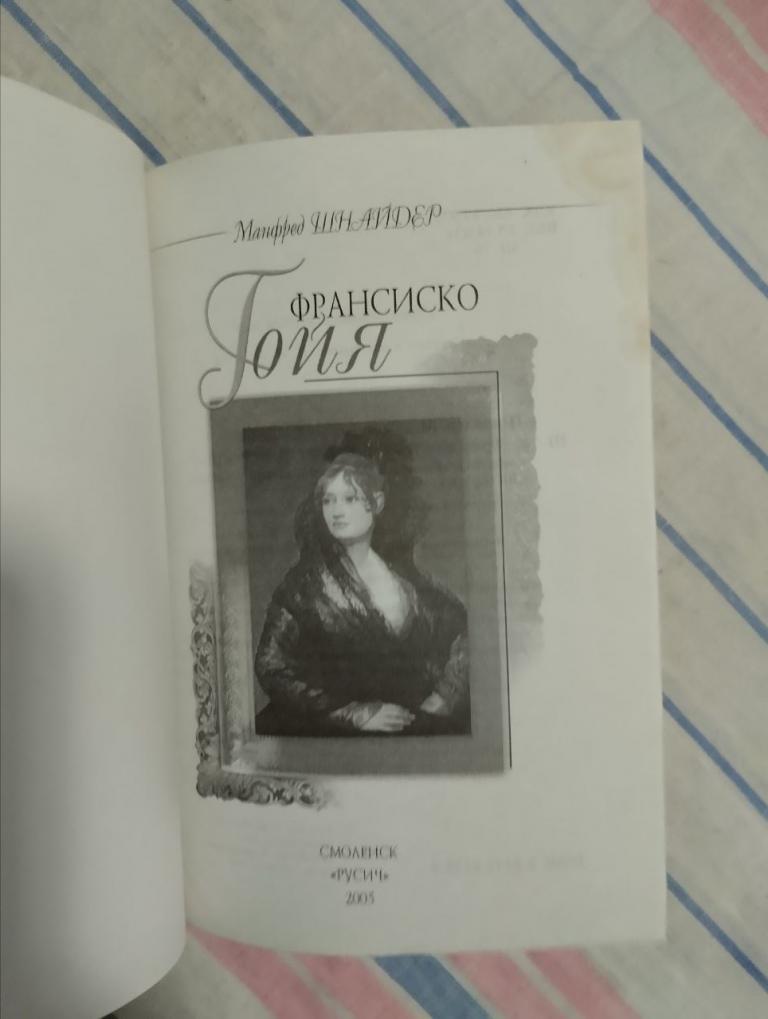 Манфред ШНАЙДЕР
ФРАНСИСКО
Гойя
СМОЛЕНСК
«РУСИЧ»
2005